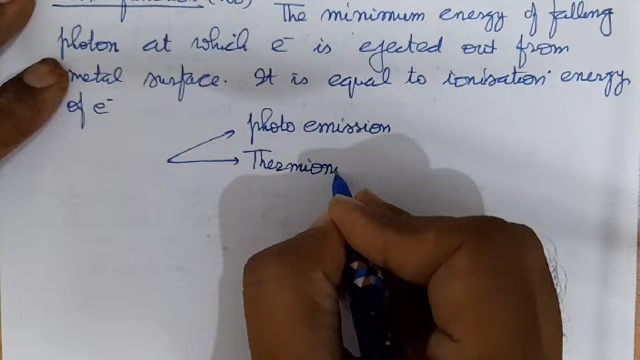 The minimum energy of falling
photon at which e⁻ is ejected out from
metal surface. It is equal to ionisation energy
of e⁻
photo emission
Thermion